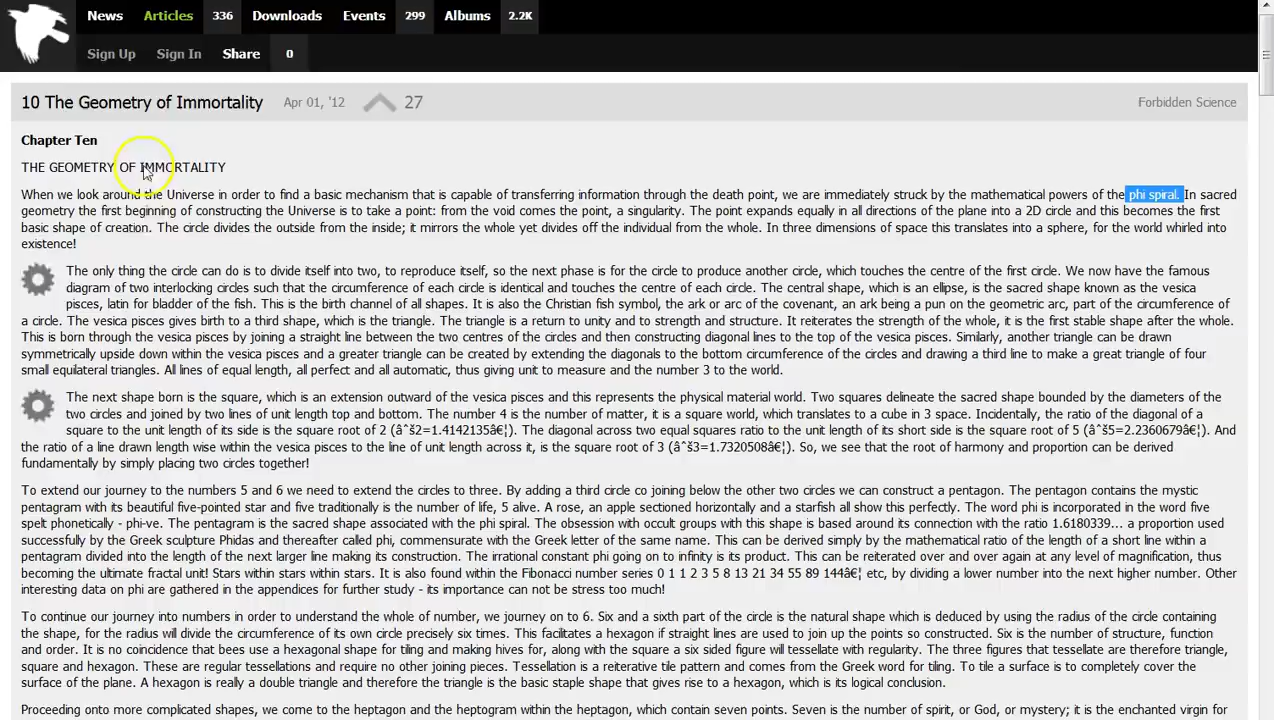 News Articles 336 Downloads Events 299 Albums 2.2K
Sign Up Sign In Share 0
10 The Geometry of Immortality Apr 01, '12 27 Forbidden Science
Chapter Ten
THE GEOMETRY OF IMMORTALITY
When we look around the Universe in order to find a basic mechanism that is capable of transferring information through the death point, we are immediately struck by the mathematical powers of the phi spiral. In sacred
geometry the first beginning of constructing the Universe is to take a point: from the void comes the point, a singularity. The point expands equally in all directions of the plane into a 2D circle and this becomes the first
basic shape of creation. The circle divides the outside from the inside; it mirrors the whole yet divides off the individual from the whole. In three dimensions of space this translates into a sphere, for the world whirled into
existence!
The only thing the circle can do is to divide itself into two, to reproduce itself, so the next phase is for the circle to produce another circle, which touches the centre of the first circle. We now have the famous
diagram of two interlocking circles such that the circumference of each circle is identical and touches the centre of each circle. The central shape, which is an ellipse, is the sacred shape known as the vesica
pisces, latin for bladder of the fish. This is the birth channel of all shapes. It is also the Christian fish symbol, the ark or arc of the covenant, an ark being a pun on the geometric arc, part of the circumference of
a circle. The vesica pisces gives birth to a third shape, which is the triangle. The triangle is a return to unity and to strength and structure. It reiterates the strength of the whole, it is the first stable shape after the whole.
This is born through the vesica pisces by joining a straight line between the two centres of the circles and then constructing diagonal lines to the top of the vesica pisces. Similarly, another triangle can be drawn
symmetrically upside down within the vesica pisces and a greater triangle can be created by extending the diagonals to the bottom circumference of the circles and drawing a third line to make a great triangle of four
small equilateral triangles. All lines of equal length, all perfect and all automatic, thus giving unit to measure and the number 3 to the world.
The next shape born is the square, which is an extension outward of the vesica pisces and this represents the physical material world. Two squares delineate the sacred shape bounded by the diameters of the
two circles and joined by two lines of unit length top and bottom. The number 4 is the number of matter, it is a square world, which translates to a cube in 3 space. Incidentally, the ratio of the diagonal of a
square to the unit length of its side is the square root of 2 (âˆš2=1.4142135â€¦). The diagonal across two equal squares ratio to the unit length of its short side is the square root of 5 (âˆš5=2.2360679â€¦). And
the ratio of a line drawn length wise within the vesica pisces to the line of unit length across it, is the square root of 3 (âˆš3=1.7320508â€¦). So, we see that the root of harmony and proportion can be derived
fundamentally by simply placing two circles together!
To extend our journey to the numbers 5 and 6 we need to extend the circles to three. By adding a third circle co joining below the other two circles we can construct a pentagon. The pentagon contains the mystic
pentagram with its beautiful five-pointed star and five traditionally is the number of life, 5 alive. A rose, an apple sectioned horizontally and a starfish all show this perfectly. The word phi is incorporated in the word five
spelt phonetically - phi-ve. The pentagram is the sacred shape associated with the phi spiral. The obsession with occult groups with this shape is based around its connection with the ratio 1.6180339... a proportion used
successfully by the Greek sculpture Phidas and thereafter called phi, commensurate with the Greek letter of the same name. This can be derived simply by the mathematical ratio of the length of a short line within a
pentagram divided into the length of the next larger line making its construction. The irrational constant phi going on to infinity is its product. This can be reiterated over and over again at any level of magnification, thus
becoming the ultimate fractal unit! Stars within stars within stars. It is also found within the Fibonacci number series 0 1 1 2 3 5 8 13 21 34 55 89 144â€¦ etc, by dividing a lower number into the next higher number. Other
interesting data on phi are gathered in the appendices for further study - its importance can not be stress too much!
To continue our journey into numbers in order to understand the whole of number, we journey on to 6. Six and a sixth part of the circle is the natural shape which is deduced by using the radius of the circle containing
the shape, for the radius will divide the circumference of its own circle precisely six times. This facilitates a hexagon if straight lines are used to join up the points so constructed. Six is the number of structure, function
and order. It is no coincidence that bees use a hexagonal shape for tiling and making hives for, along with the square a six sided figure will tessellate with regularity. The three figures that tessellate are therefore triangle,
square and hexagon. These are regular tessellations and require no other joining pieces. Tessellation is a reiterative tile pattern and comes from the Greek word for tiling. To tile a surface is to completely cover the
surface of the plane. A hexagon is really a double triangle and therefore the triangle is the basic staple shape that gives rise to a hexagon, which is its logical conclusion.
Proceeding onto more complicated shapes, we come to the heptagon and the heptogram within the heptagon, which contain seven points. Seven is the number of spirit, or God, or mystery; it is the enchanted virgin for